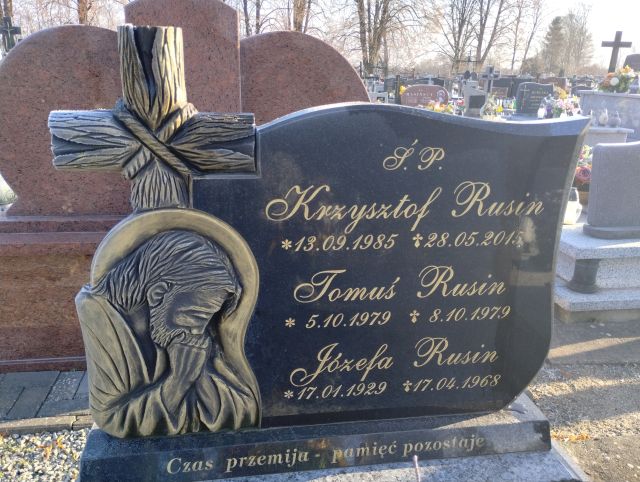 Ś.P.
Krzysztof Rusin
*13.09.1985 ✝28.05.2015
Tomuś Rusin
* 5.10.1979 ✝ 8.10.1979
Józefa Rusin
*17.01.1929 ✝17.04.1968
Czas przemija - pamięć pozostaje